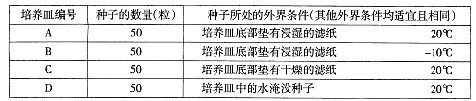 培养皿编号 种子的数量(粒) 种子所处的外界条件(其他外界条件均适宜且相同)
A 50 培养皿底部垫有浸湿的滤纸 20℃
B 50 培养皿底部垫有浸湿的滤纸 -10℃
C 50 培养皿底部垫有干燥的滤纸 20℃
D 50 培养皿中的水淹没种子 20℃